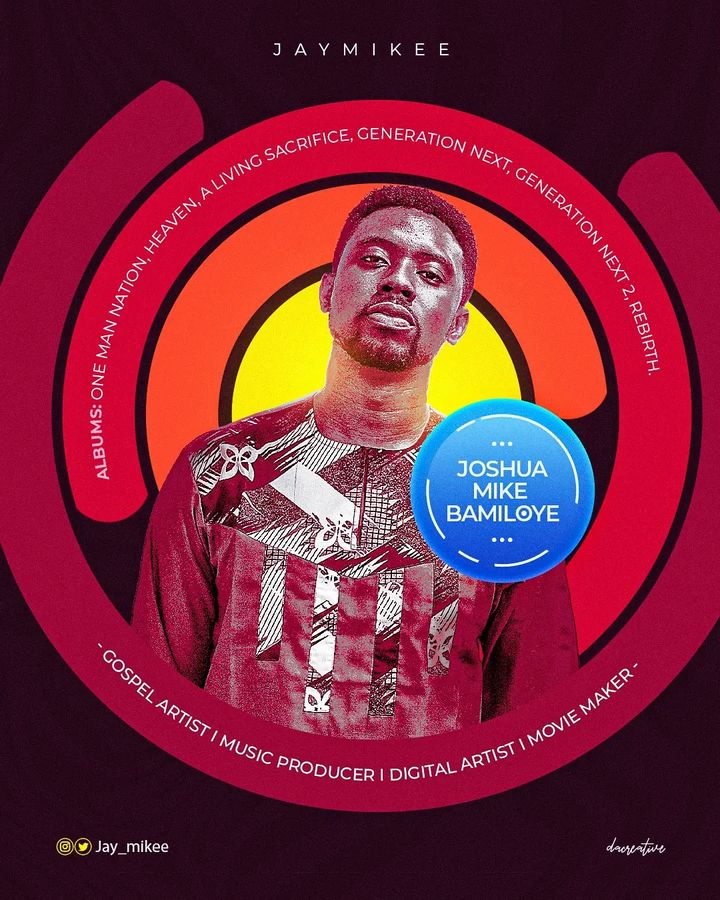 JAYMIKEE
ALBUMS: ONE MAN NATION, HEAVEN, A LIVING SACRIFICE, GENERATION NEXT, GENERATION NEXT 2, REBIRTH.
JOSHUA
MIKE
BAMILOYE
- GOSPEL ARTIST I MUSIC PRODUCER I DIGITAL ARTIST I MOVIE MAKER -
Jay_mikee
dacreative